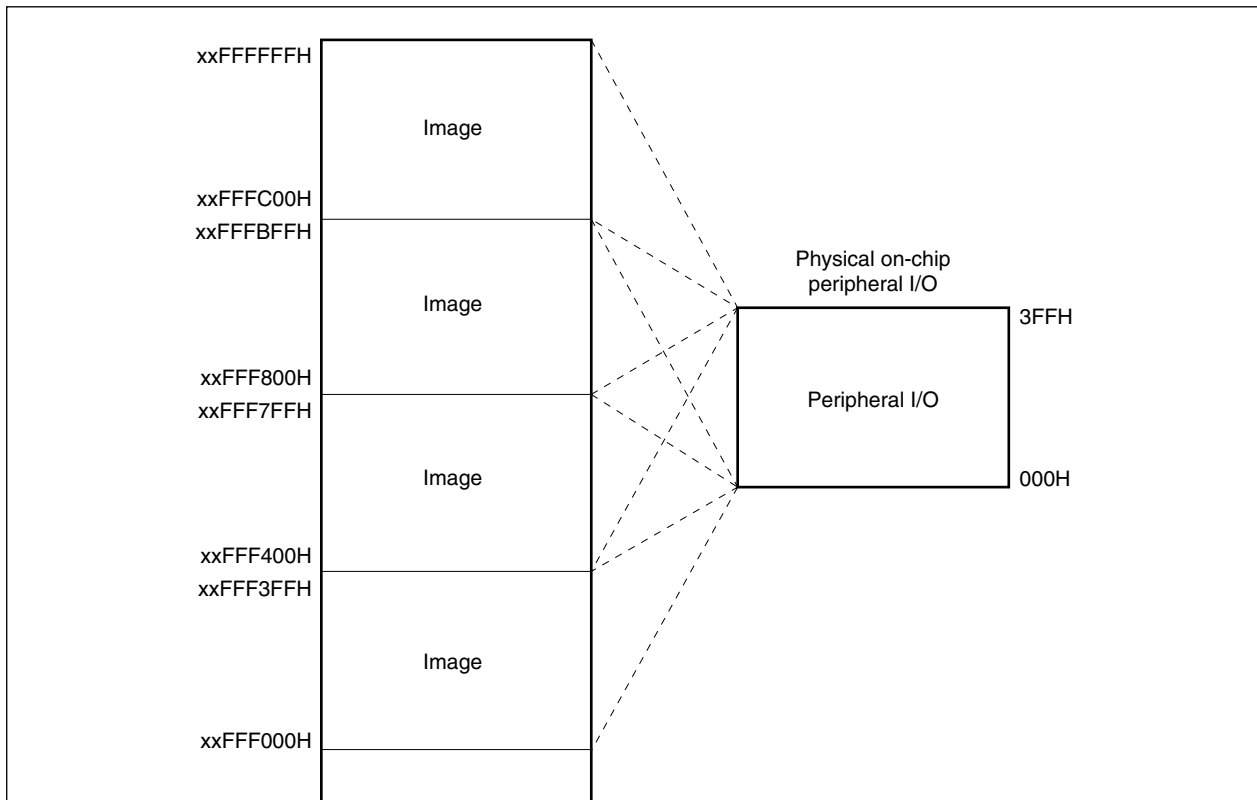 xxFFFFFFH
Image
xxFFFC00H
xxFFFBFFH
Physical on-chip
peripheral I/O
Image
3FFH
xxFFF800H
Peripheral I/O
xxFFF7FFH
Image
000H
xxFFF400H
xxFFF3FFH
Image
xxFFF000H